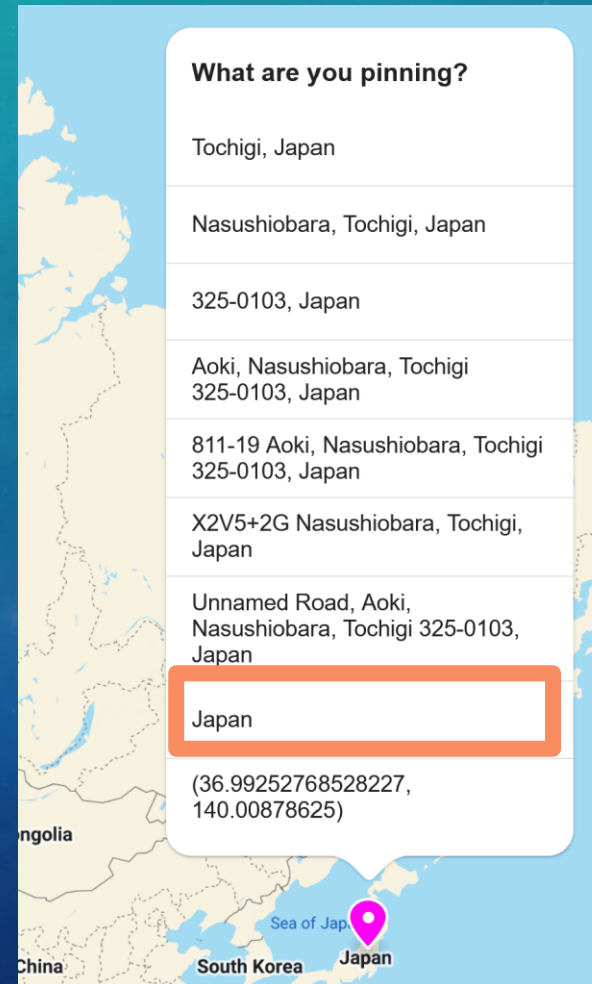 What are you pinning?
Tochigi, Japan
Nasushiobara, Tochigi, Japan
325-0103, Japan
Aoki, Nasushiobara, Tochigi
325-0103, Japan
811-19 Aoki, Nasushiobara, Tochigi
325-0103, Japan
X2V5+2G Nasushiobara, Tochigi,
Japan
Unnamed Road, Aoki,
Nasushiobara, Tochigi 325-0103,
Japan
Japan
(36.99252768528227,
140.00878625)
ngolia
Sea of Jap
China
South Korea
Japan